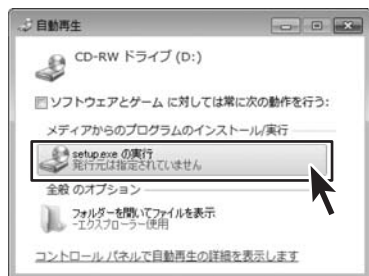 自動再生
CD-RW ドライブ (D:)
ソフトウェアとゲーム に対しては常に次の動作を行う:
メディアからのプログラムのインストール/実行
setup.exe の実行
発行元は指定されていません
全般 のオプション
フォルダーを開いてファイルを表示
-エクスプローラー使用
コントロール パネルで自動再生の詳細を表示します